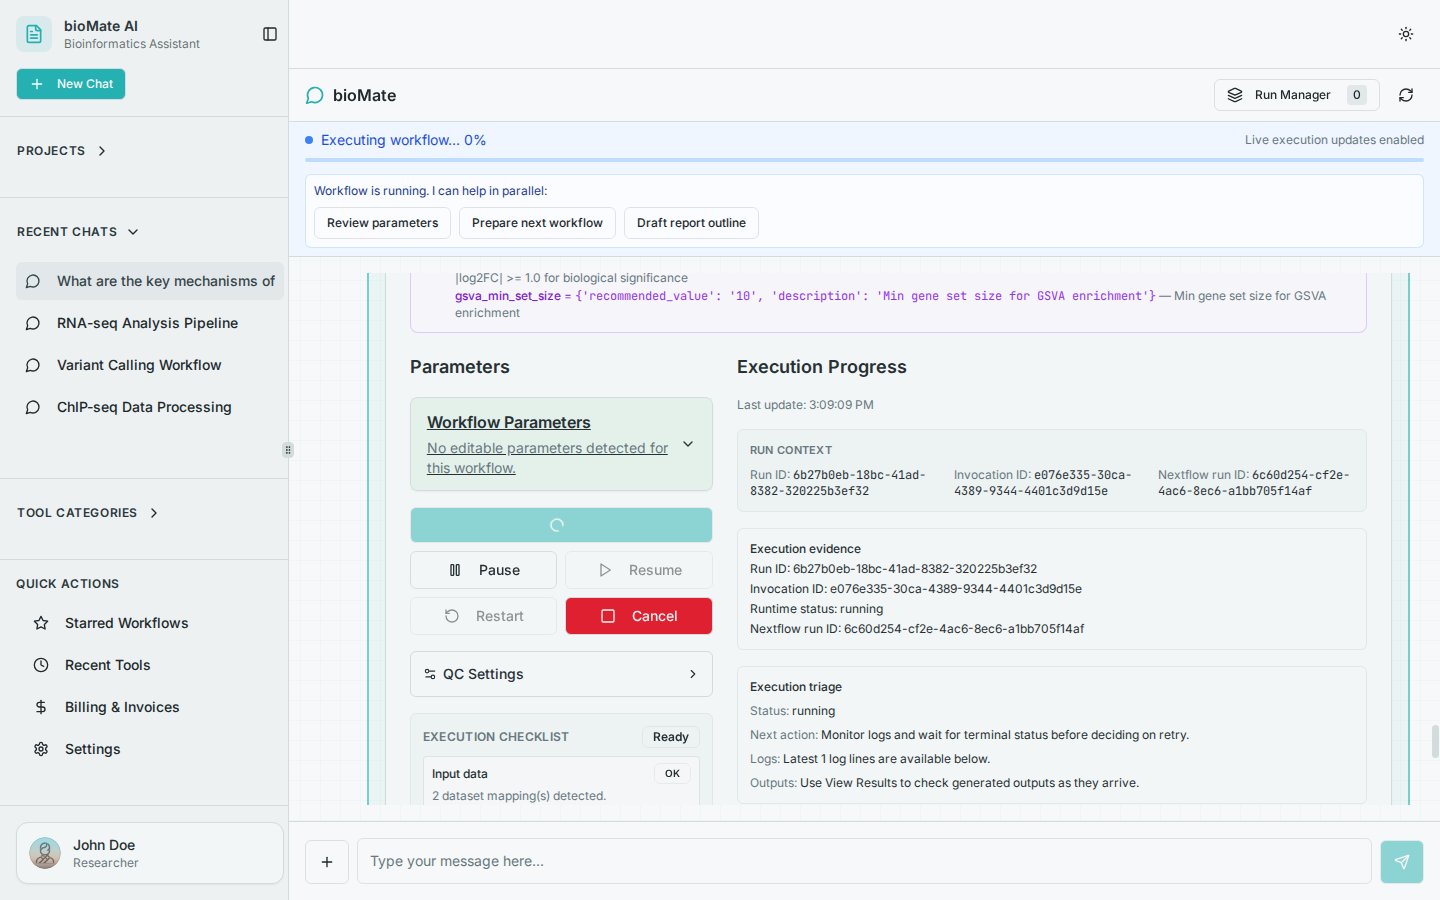 bioMate AI
Bioinformatics Assistant
New Chat
PROJECTS
RECENT CHATS
What are the key mechanisms of
RNA-seq Analysis Pipeline
Variant Calling Workflow
ChIP-seq Data Processing
TOOL CATEGORIES
QUICK ACTIONS
Starred Workflows
Recent Tools
Billing & Invoices
Settings
John Doe
Researcher
bioMate
Run Manager 0
Executing workflow... 0%
Live execution updates enabled
Workflow is running. I can help in parallel:
Review parameters
Prepare next workflow
Draft report outline
|log2FC| >= 1.0 for biological significance
gsva_min_set_size = {'recommended_value': '10', 'description': 'Min gene set size for GSVA enrichment'} — Min gene set size for GSVA
enrichment
Parameters
Workflow Parameters
No editable parameters detected for
this workflow.
Pause
Resume
Restart
Cancel
QC Settings
EXECUTION CHECKLIST
Ready
Input data
OK
2 dataset mapping(s) detected.
Execution Progress
Last update: 3:09:09 PM
RUN CONTEXT
Run ID: 6b27b0eb-18bc-41ad-
8382-320225b3ef32
Invocation ID: e076e335-30ca-
4389-9344-4401c3d9d15e
Nextflow run ID: 6c60d254-cf2e-
4ac6-8ec6-a1bb705f14af
Execution evidence
Run ID: 6b27b0eb-18bc-41ad-8382-320225b3ef32
Invocation ID: e076e335-30ca-4389-9344-4401c3d9d15e
Runtime status: running
Nextflow run ID: 6c60d254-cf2e-4ac6-8ec6-a1bb705f14af
Execution triage
Status: running
Next action: Monitor logs and wait for terminal status before deciding on retry.
Logs: Latest 1 log lines are available below.
Outputs: Use View Results to check generated outputs as they arrive.
Type your message here...